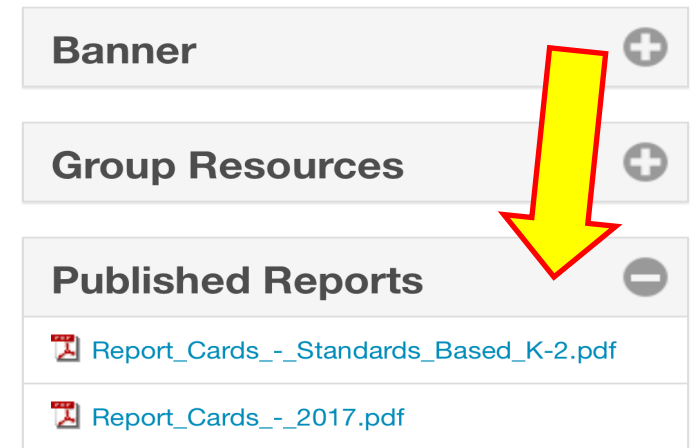 Banner
Group Resources
Published Reports
Report_Cards_-_Standards_Based_K-2.pdf
Report_Cards_-_2017.pdf